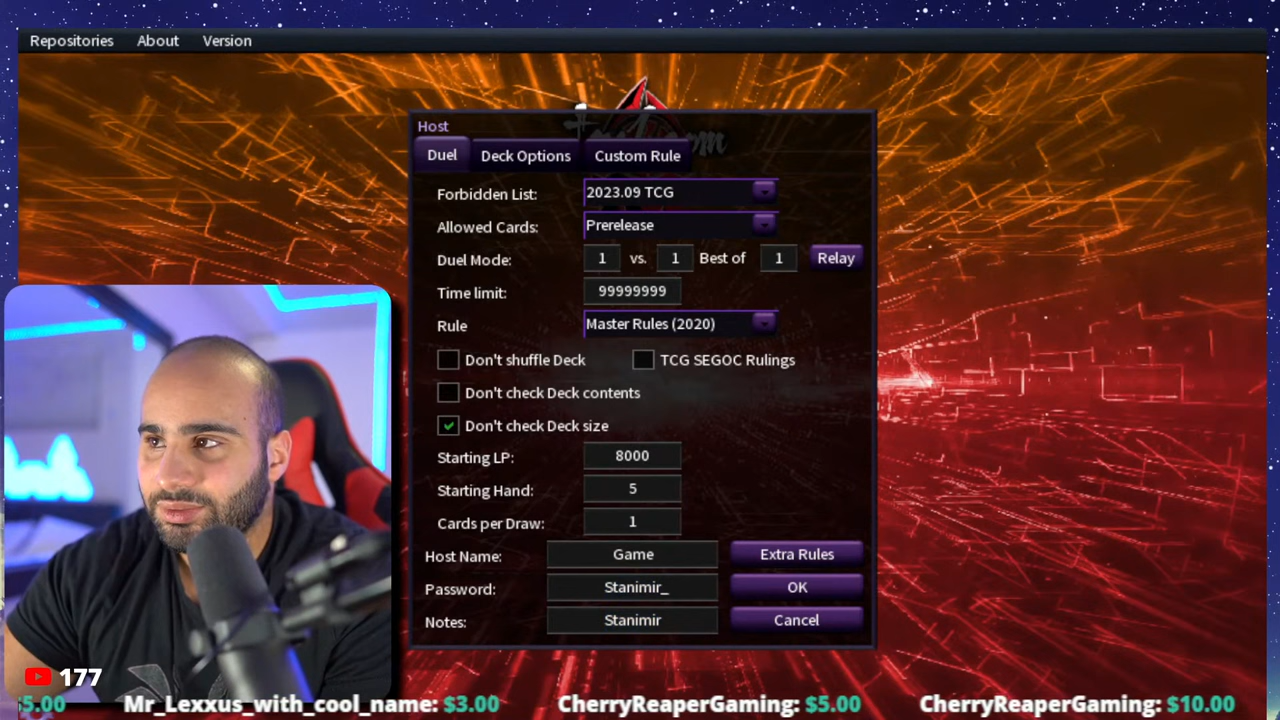 Repositories About Version
Host
Duel Deck Options Custom Rule
Forbidden List: 2023.09 TCG
Allowed Cards: Prerelease
Duel Mode: 1 vs. 1 Best of 1 Relay
Time limit: 99999999
Rule Master Rules (2020)
Don't shuffle Deck TCG SEGOC Rulings
Don't check Deck contents
Don't check Deck size
Starting LP: 8000
Starting Hand: 5
Cards per Draw: 1
Host Name: Game Extra Rules
Password: Stanimir_ OK
Notes: Stanimir Cancel
177
5.00 Mr_Lexxus_with_cool_name: $3.00 CherryReaperGaming: $5.00 CherryReaperGaming: $10.00